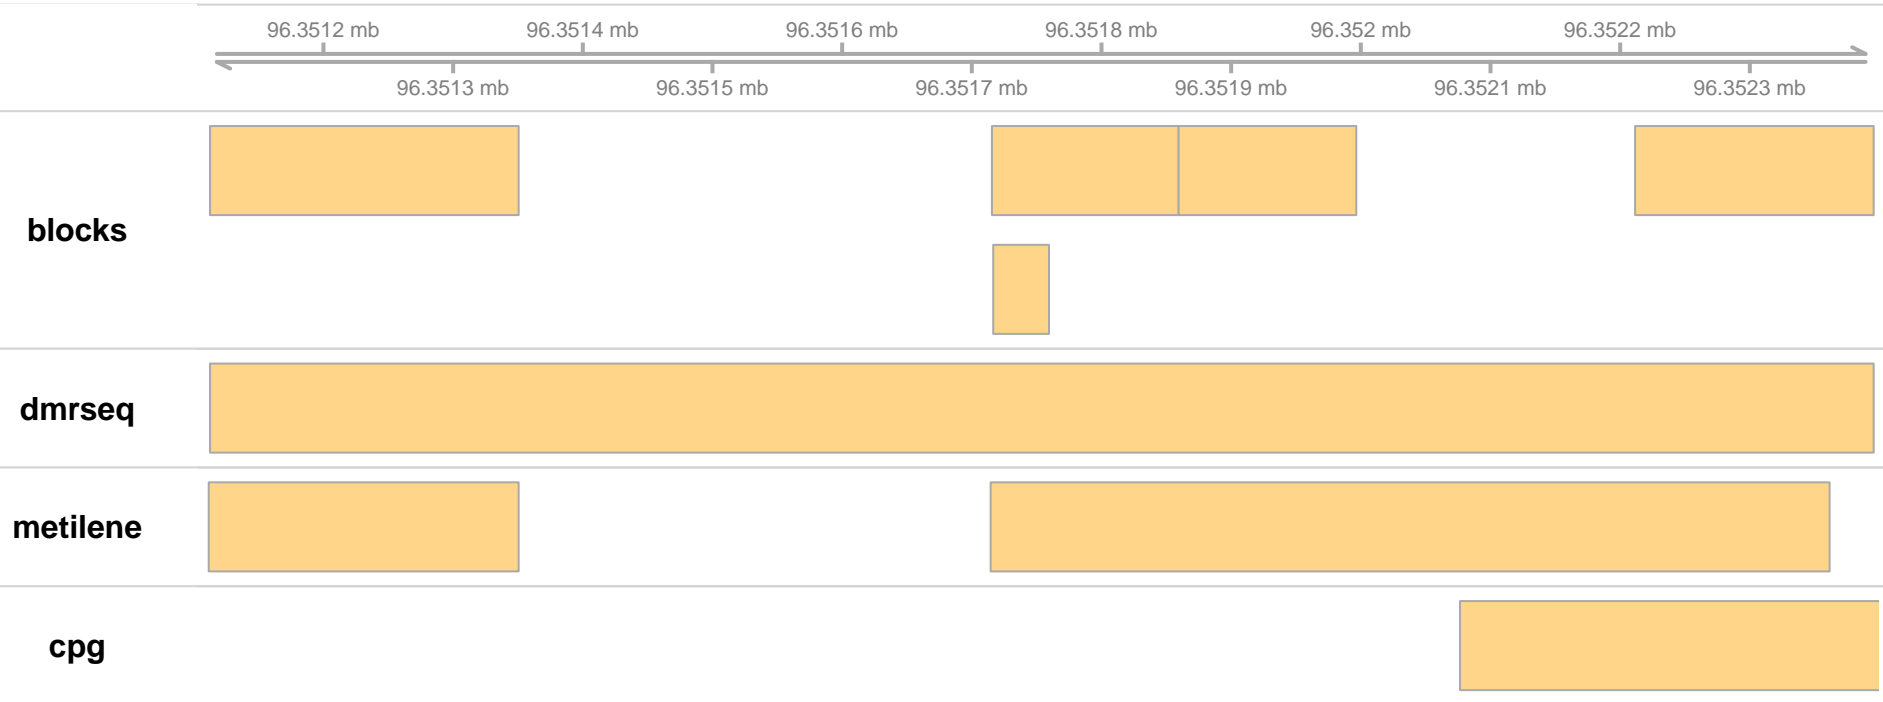 96.3512 mb 96.3514 mb 96.3516 mb 96.3518 mb 96.352 mb 96.3522 mb
96.3513 mb 96.3515 mb 96.3517 mb 96.3519 mb 96.3521 mb 96.3523 mb
blocks
dmrseq
metilene
cpg